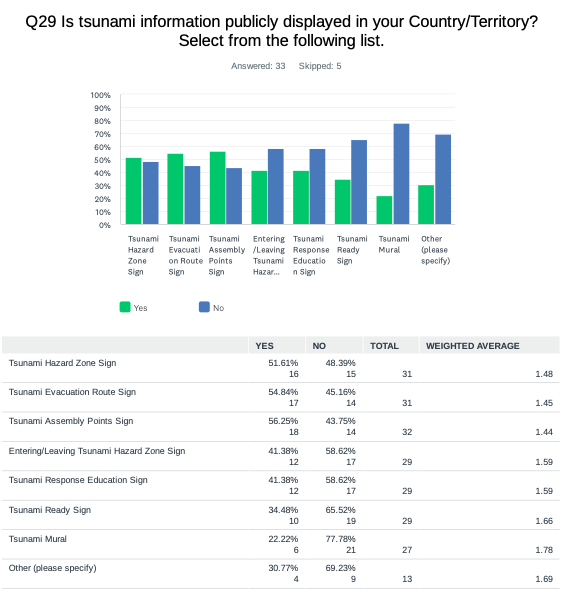 Q29 Is tsunami information publicly displayed in your Country/Territory?
Select from the following list.
Answered: 33 Skipped: 5
100%
90%
80%
70%
60%
50%
40%
30%
20%
10%
0%
Tsunami Hazard Zone Sign
Tsunami Evacuati on Route Sign
Tsunami Assembly Points Sign
Entering /Leaving Tsunami Hazar...
Tsunami Response Educatio n Sign
Tsunami Ready Sign
Tsunami Mural
Other (please specify)
Yes No
YES NO TOTAL WEIGHTED AVERAGE
Tsunami Hazard Zone Sign 51.61% 48.39%
16 15 31 1.48
Tsunami Evacuation Route Sign 54.84% 45.16%
17 14 31 1.45
Tsunami Assembly Points Sign 56.25% 43.75%
18 14 32 1.44
Entering/Leaving Tsunami Hazard Zone Sign 41.38% 58.62%
12 17 29 1.59
Tsunami Response Education Sign 41.38% 58.62%
12 17 29 1.59
Tsunami Ready Sign 34.48% 65.52%
10 19 29 1.66
Tsunami Mural 22.22% 77.78%
6 21 27 1.78
Other (please specify) 30.77% 69.23%
4 9 13 1.69